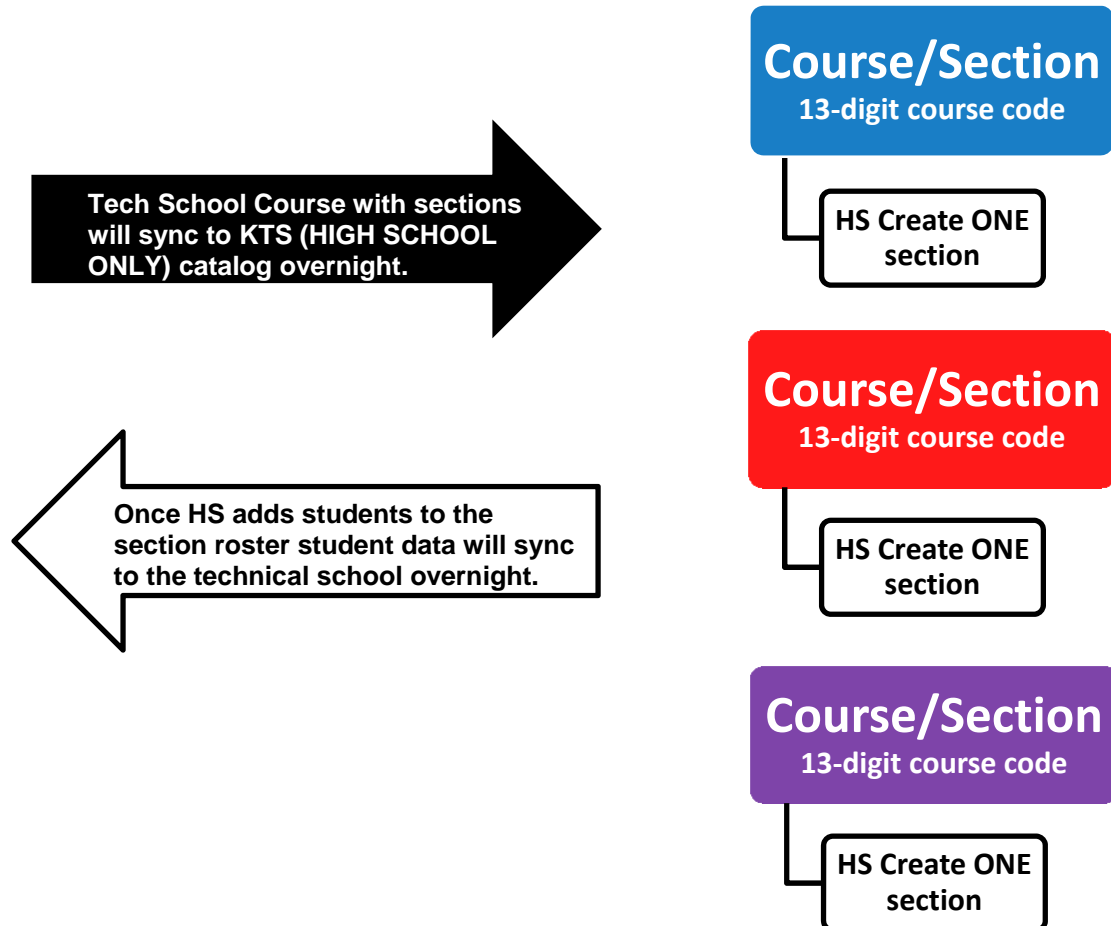 Course/Section
13-digit course code
HS Create ONE
section
Tech School Course with sections
will sync to KTS (HIGH SCHOOL
ONLY) catalog overnight.
Course/Section
13-digit course code
HS Create ONE
section
Once HS adds students to the
section roster student data will sync
to the technical school overnight.
Course/Section
13-digit course code
HS Create ONE
section